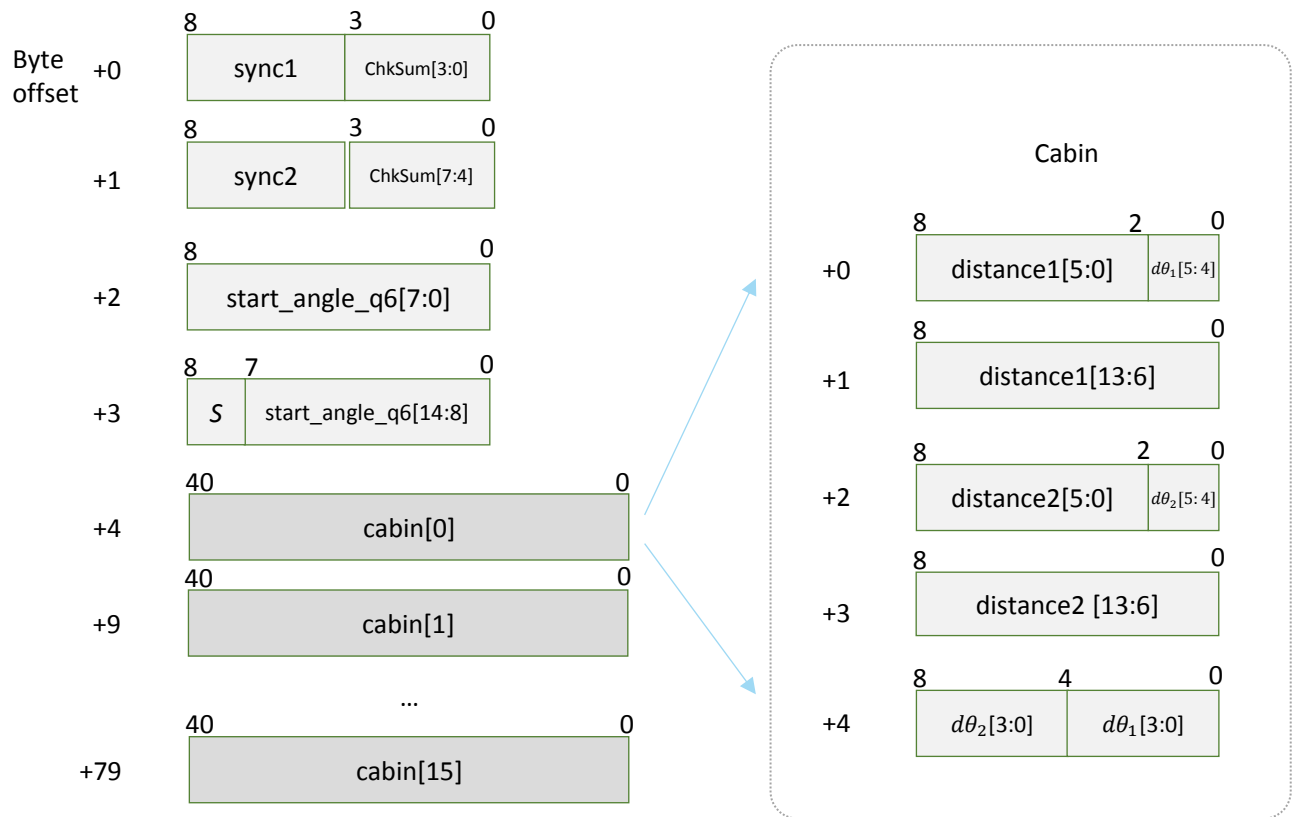 8 3 0
Byte
offset
+0
sync1
ChkSum[3:0]
8 3 0
+1
sync2
ChkSum[7:4]
8 0
+2
start_angle_q6[7:0]
8 7 0
+3
S
start_angle_q6[14:8]
40 0
+4
cabin[0]
40 0
+9
cabin[1]
...
40 0
+79
cabin[15]
Cabin
8 2 0
+0
distance1[5:0]
dθ₁[5:4]
8 0
+1
distance1[13:6]
8 2 0
+2
distance2[5:0]
dθ₂[5:4]
8 0
+3
distance2 [13:6]
8 4 0
+4
dθ₂[3:0]
dθ₁[3:0]